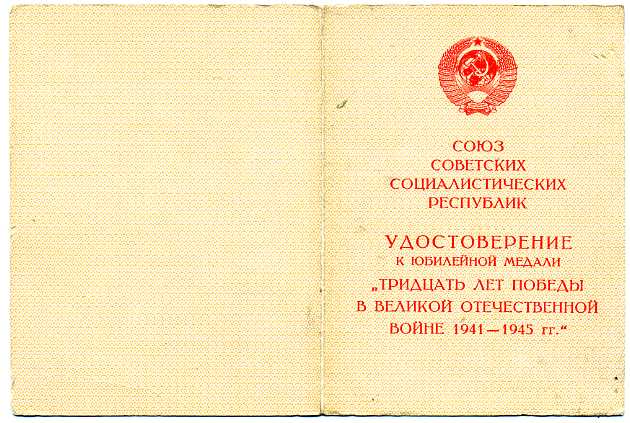 СОЮЗ
СОВЕТСКИХ
СОЦИАЛИСТИЧЕСКИХ
РЕСПУБЛИК
УДОСТОВЕРЕНИЕ
К ЮБИЛЕЙНОЙ МЕДАЛИ
„ТРИДЦАТЬ ЛЕТ ПОБЕДЫ
В ВЕЛИКОЙ ОТЕЧЕСТВЕННОЙ
ВОЙНЕ 1941—1945 гг.“